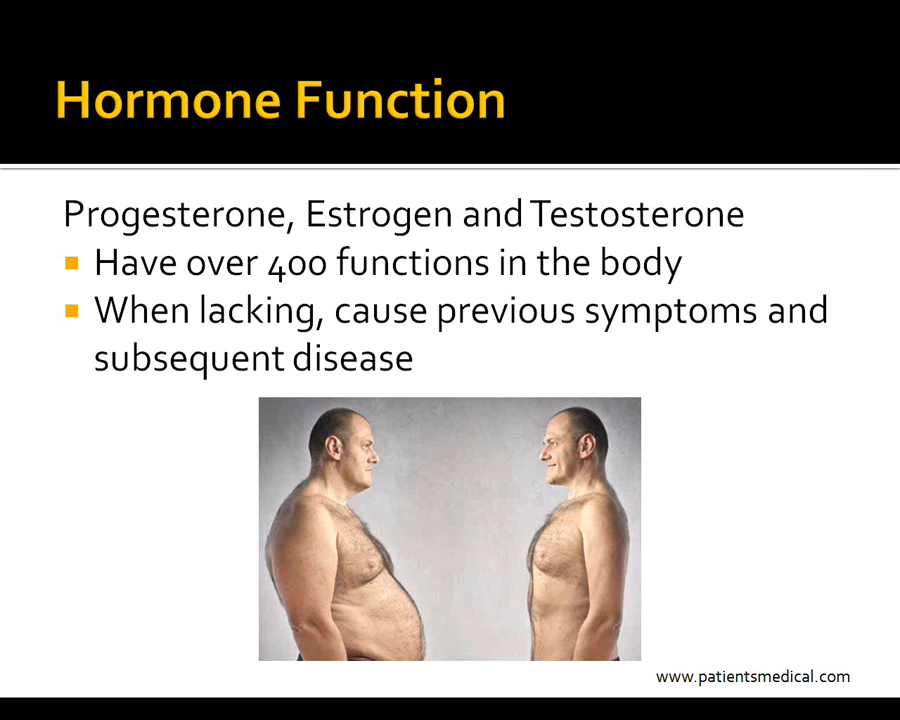 Hormone Function
Progesterone, Estrogen and Testosterone
Have over 400 functions in the body
When lacking, cause previous symptoms and
subsequent disease
www.patientsmedical.com